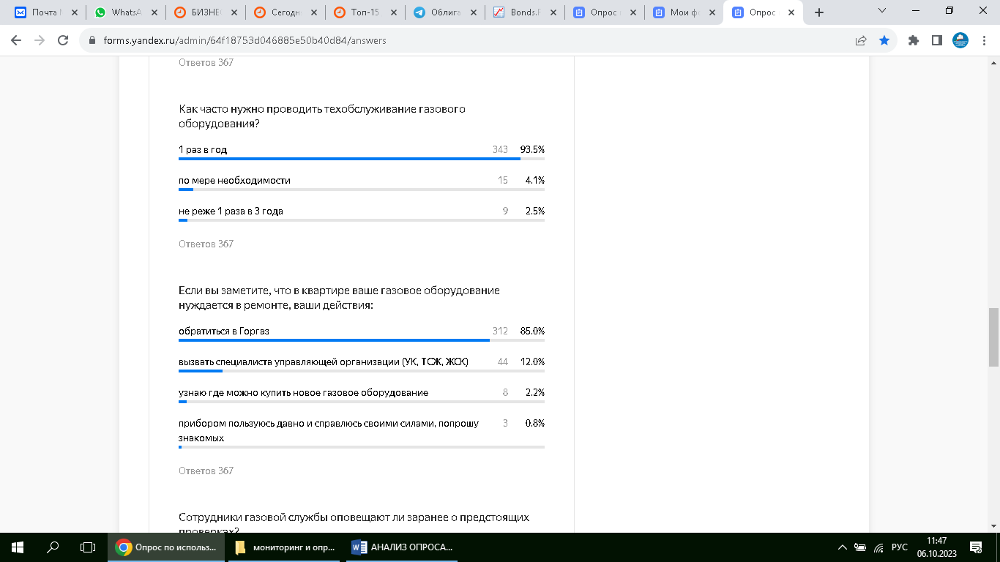 Почта
WhatsA
БИЗНЕ
Сегодн
Топ-15
Облига
Bonds.F
Опрос
Мои ф
Опрос
forms.yandex.ru/admin/64f18753d046885e50b40d84/answers
Ответов 367
Как часто нужно проводить техобслуживание газового
оборудования?
1 раз в год 343 93.5%
по мере необходимости 15 4.1%
не реже 1 раза в 3 года 9 2.5%
Ответов 367
Если вы заметите, что в квартире ваше газовое оборудование
нуждается в ремонте, ваши действия:
обратиться в Горгаз 312 85.0%
вызвать специалиста управляющей организации (УК, ТСЖ, ЖСК) 44 12.0%
узнаю где можно купить новое газовое оборудование 8 2.2%
прибором пользуюсь давно и справлюсь своими силами, попрошу 3 0.8%
знакомых
Ответов 367
Сотрудники газовой службы оповещают ли заранее о предстоящих
проверках?
Опрос по использ...
мониторинг и опр...
АНАЛИЗ ОПРОСА...
РУС
11:47
06.10.2023